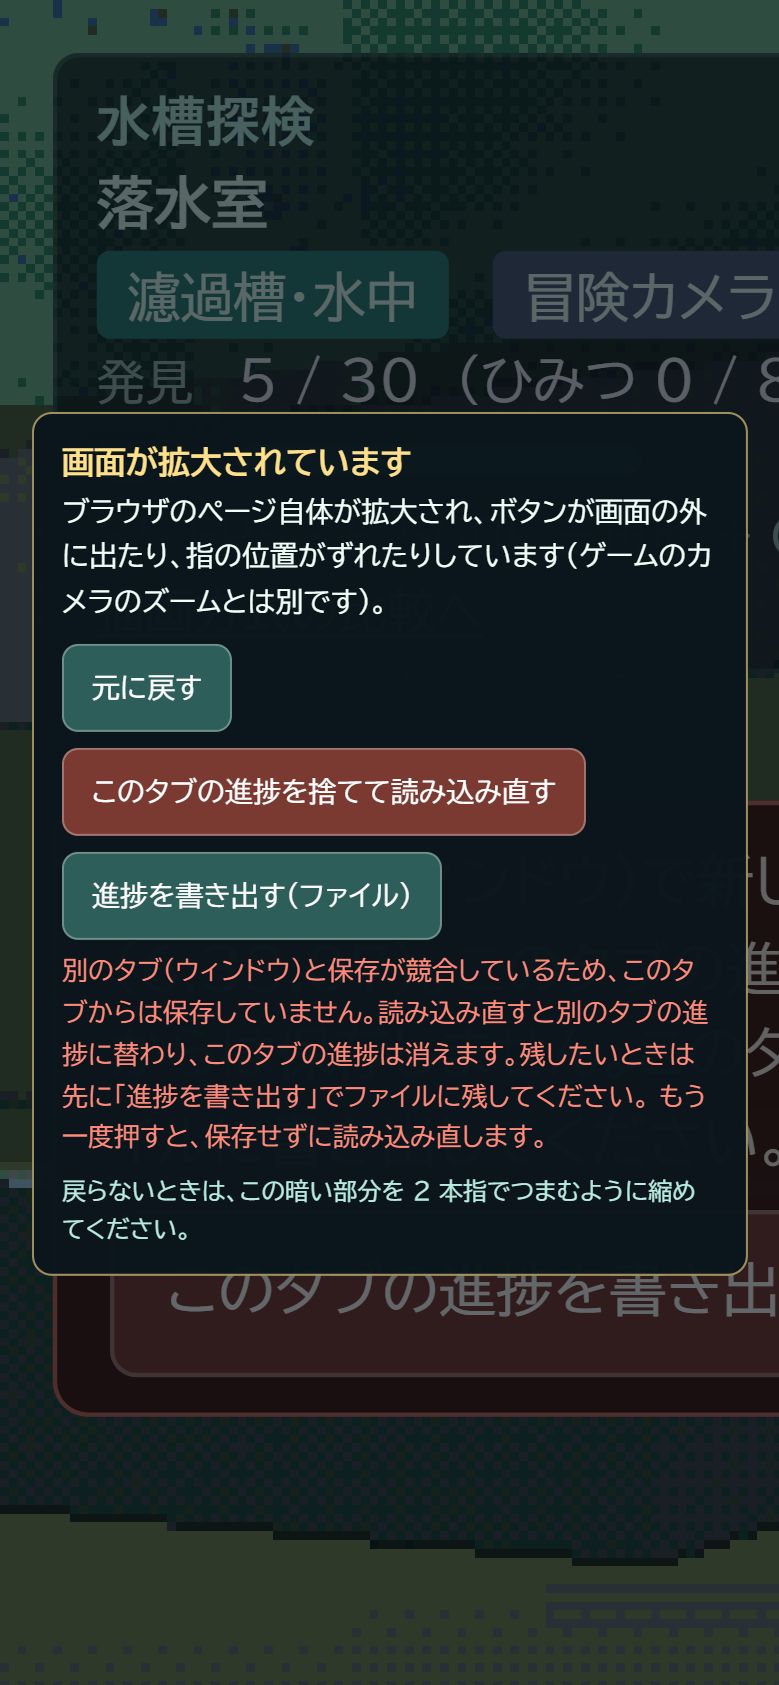 水槽探検
落水室
濾過槽・水中
冒険カメラ
発見 5 / 30 (ひみつ 0 / 8
画面が拡大されています
ブラウザのページ自体が拡大され、ボタンが画面の外
に出たり、指の位置がずれたりしています(ゲームのカ
メラのズームとは別です)。
元に戻す
このタブの進捗を捨てて読み込み直す
進捗を書き出す(ファイル)
別のタブ(ウィンドウ)と保存が競合しているため、このタ
ブからは保存していません。読み込み直すと別のタブの進
捗に替わり、このタブの進捗は消えます。残したいときは
先に「進捗を書き出す」でファイルに残してください。 もう
一度押すと、保存せずに読み込み直します。
戻らないときは、この暗い部分を 2 本指でつまむように縮め
てください。
このタブの進捗を書き出